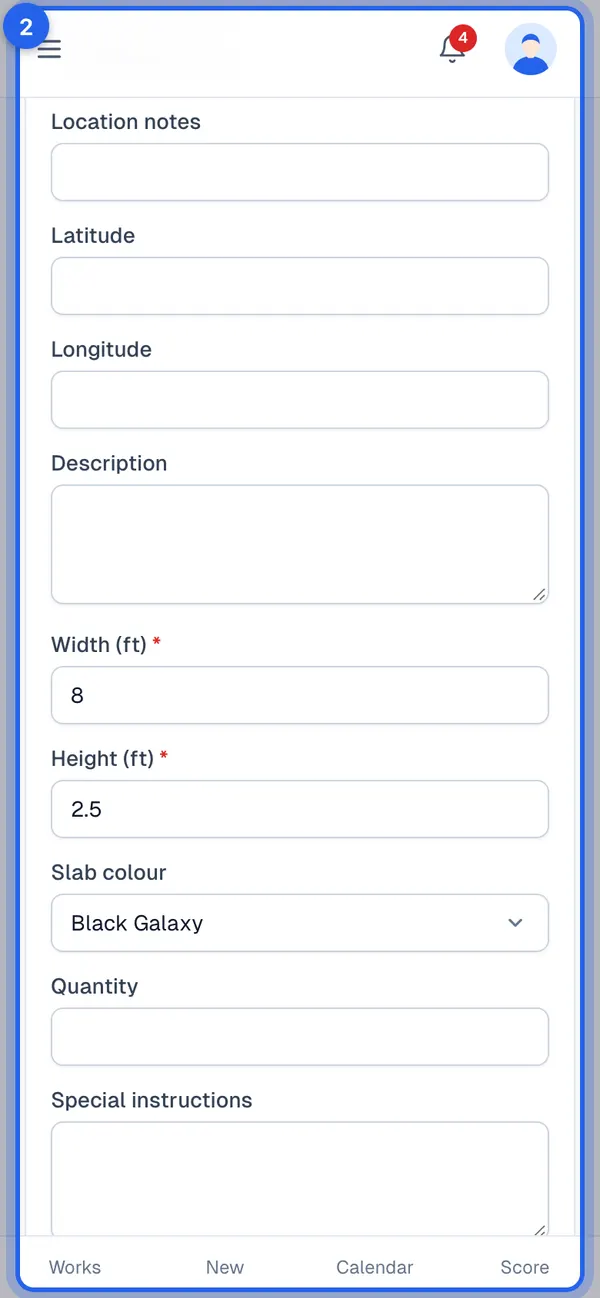 2
4
Location notes
Latitude
Longitude
Description
Width (ft) *
8
Height (ft) *
2.5
Slab colour
Black Galaxy
Quantity
Special instructions
Works New Calendar Score